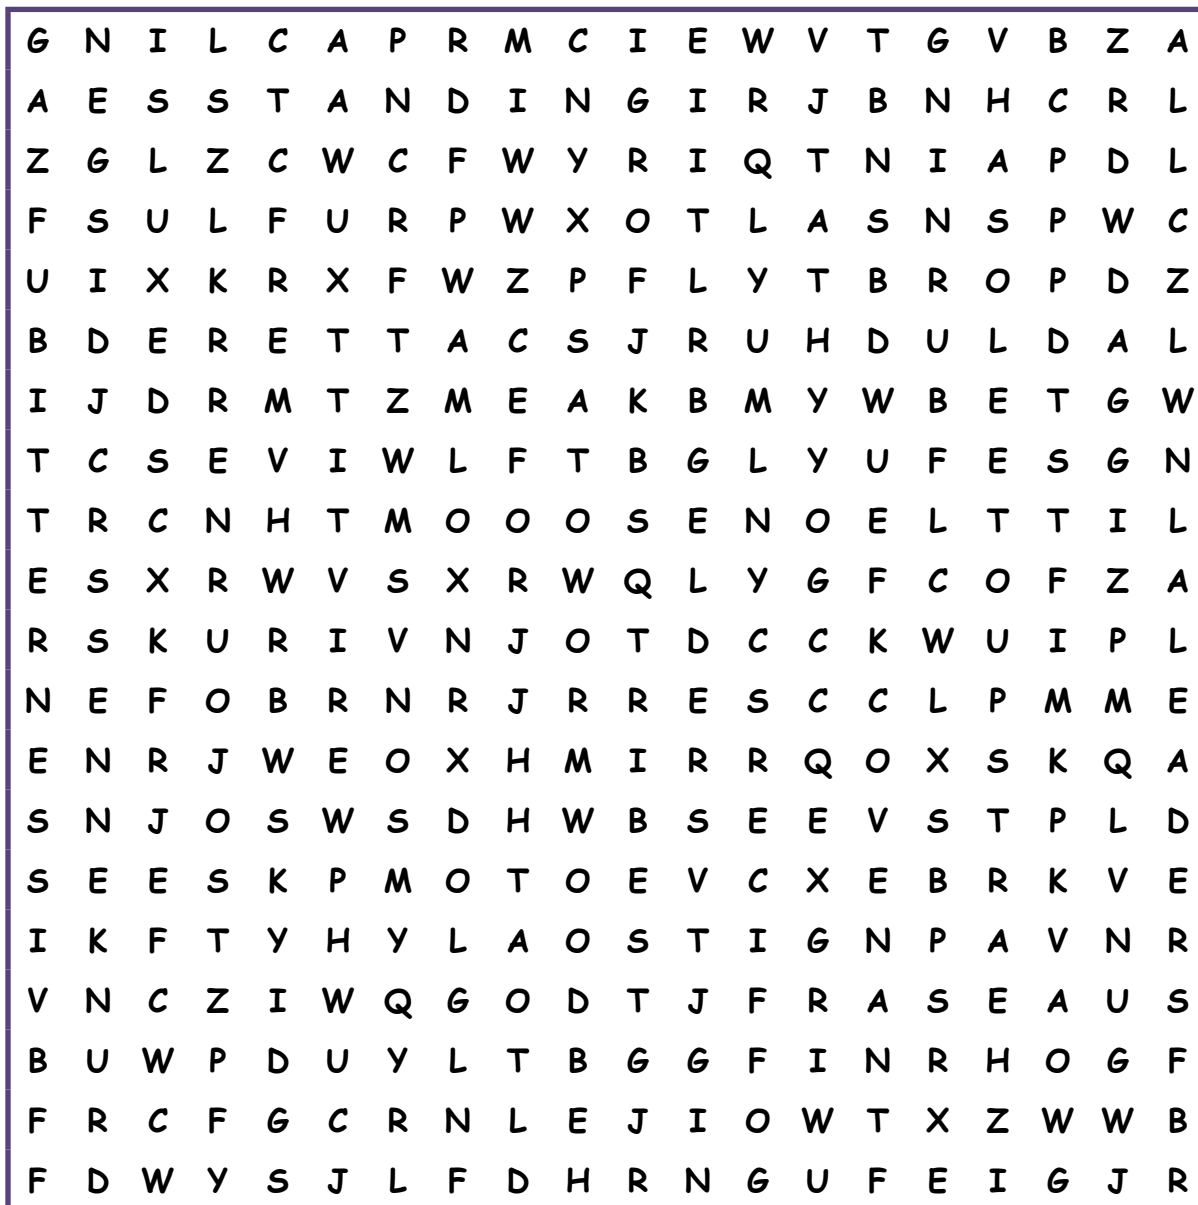 G N I L C A P R M C I E W V T G V B Z A
A E S S T A N D I N G I R J B N H C R L
Z G L Z C W C F W Y R I Q T N I A P D L
F S U L F U R P W X O T L A S N S P W C
U I X K R X F W Z P F L Y T B R O P D Z
B D E R E T T A C S J R U H D U L D A L
I J D R M T Z M E A K B M Y W B E T G W
T C S E V I W L F T B G L Y U F E S G N
T R C N H T M O O O S E N O E L T T I L
E S X R W V S X R W Q L Y G F C O F Z A
R S K U R I V N J O T D C C K W U I P L
N E F O B R N R J R R E S C C L P M M E
E N R J W E O X H M I R R Q O X S K Q A
S N J O S W S D H W B S E E V S T P L D
S E E S K P M O T O E V C X E B R K V E
I K F T Y H Y L A O S T I G N P A V N R
V N C Z I W Q G O D T J F R A S E A U S
B U W P D U Y L T B G G F I N R H O G F
F R C F G C R N L E J I O W T X Z W W B
F D W Y S J L F D H R N G U F E I G J R